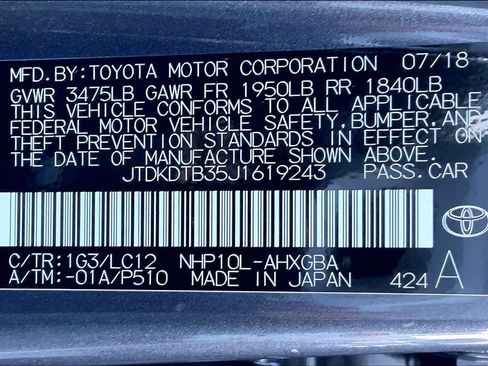 MFD.BY:TOYOTA MOTOR CORPORATION 07/18
GVWR 3475LB GAWR FR 1950LB RR 1840LB
THIS VEHICLE CONFORMS TO ALL APPLICABLE
FEDERAL MOTOR VEHICLE SAFETY,BUMPER,AND
THEFT PREVENTION STANDARDS IN EFFECT ON
THE DATE OF MANUFACTURE SHOWN ABOVE.
JTDKDTB35J1619243 PASS.CAR
C/TR:1G3/LC12 NHP10L-AHXGBA
A/TM:-01A/P510 MADE IN JAPAN 424 A